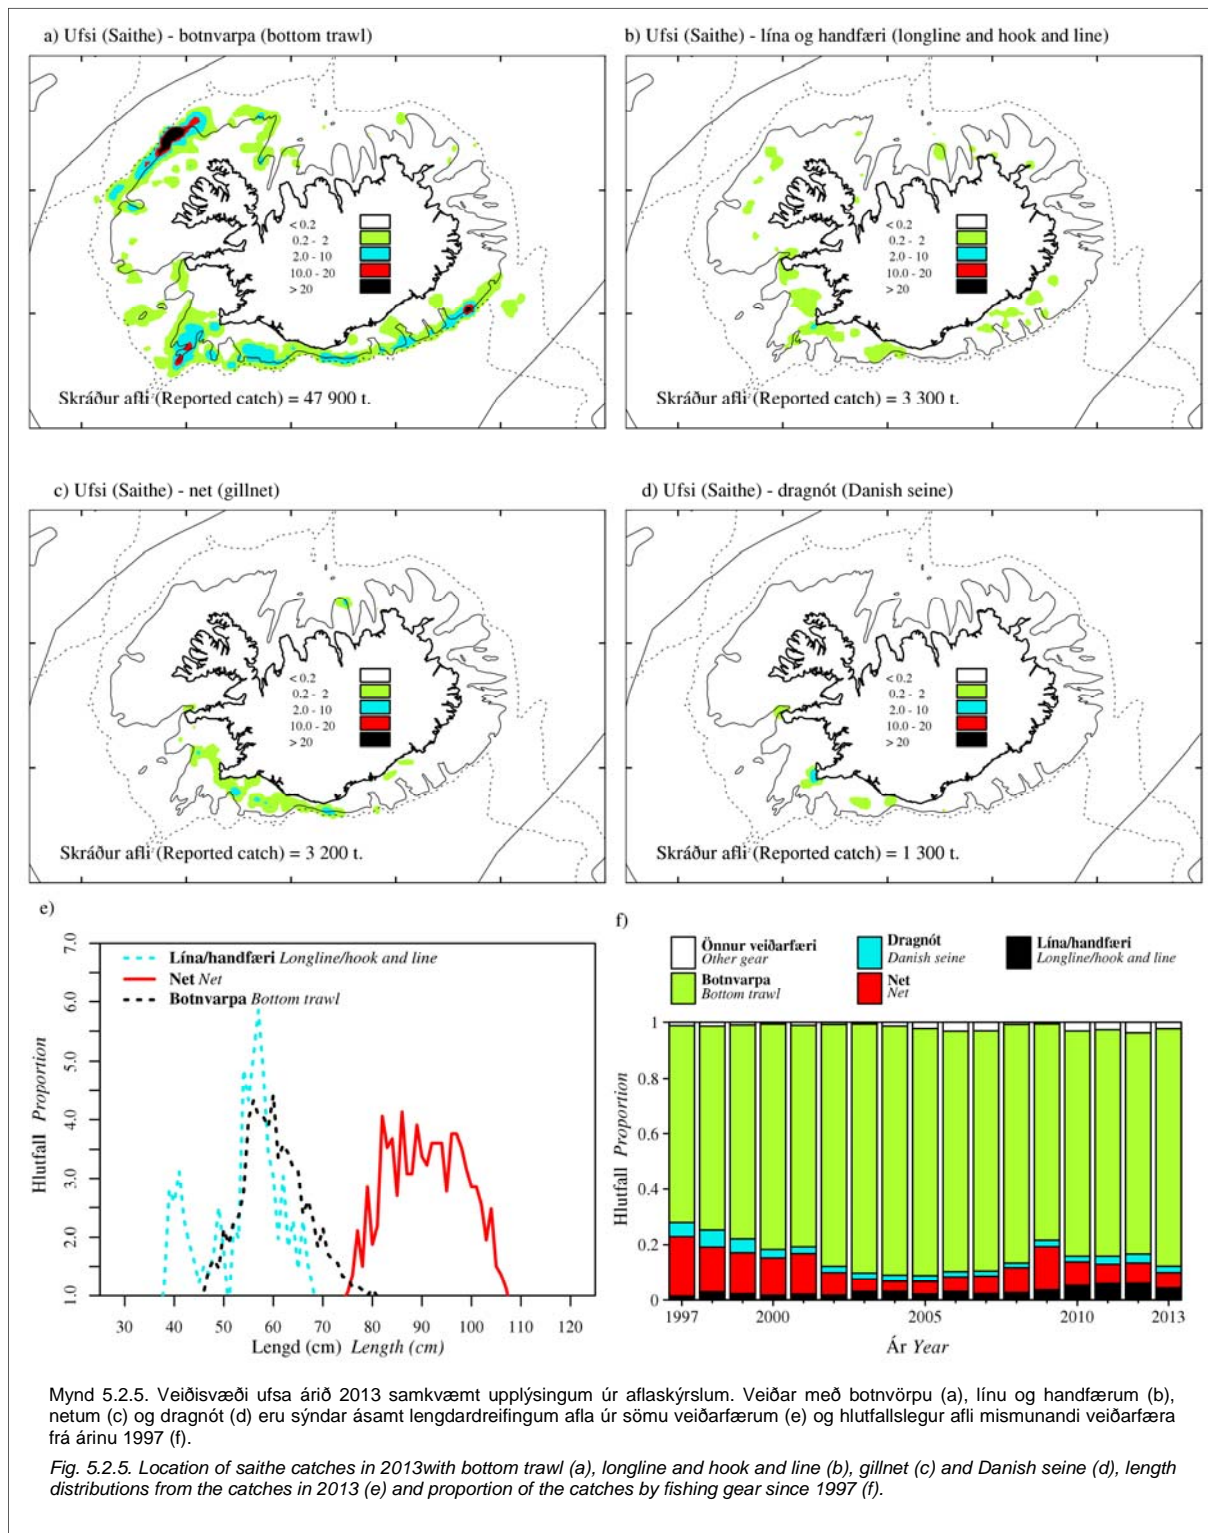 a) Ufsi (Saithe) - botnvarpa (bottom trawl)
< 0.2
0.2 - 2
2.0 - 10
10.0 - 20
> 20
Skráður afli (Reported catch) = 47 900 t.
b) Ufsi (Saithe) - lína og handfæri (longline and hook and line)
< 0.2
0.2 - 2
2.0 - 10
10.0 - 20
> 20
Skráður afli (Reported catch) = 3 300 t.
c) Ufsi (Saithe) - net (gillnet)
< 0.2
0.2 - 2
2.0 - 10
10.0 - 20
> 20
Skráður afli (Reported catch) = 3 200 t.
d) Ufsi (Saithe) - dragnót (Danish seine)
< 0.2
0.2 - 2
2.0 - 10
10.0 - 20
> 20
Skráður afli (Reported catch) = 1 300 t.
e)
Lína/handfæri Longline/hook and line
Net Net
Botnvarpa Bottom trawl
Hlutfall Proportion
7.0
6.0
5.0
4.0
3.0
2.0
1.0
30 40 50 60 70 80 90 100 110 120
Lengd (cm) Length (cm)
f)
Önnur veiðarfæri
Other gear
Botnvarpa
Bottom trawl
Dragnót
Danish seine
Net
Net
Lína/handfæri
Longline/hook and line
Hlutfall Proportion
1
0.8
0.6
0.4
0.2
0
1997 2000 2005 2010 2013
Ár Year
Mynd 5.2.5. Veiðisvæði ufsa árið 2013 samkvæmt upplýsingum úr aflaskýrslum. Veiðar með botnvörpu (a), línu og handfærum (b),
netum (c) og dragnót (d) eru sýndar ásamt lengdardreifingum afla úr sömu veiðarfærum (e) og hlutfallslegur afli mismunandi veiðarfæra
frá árinu 1997 (f).
Fig. 5.2.5. Location of saithe catches in 2013with bottom trawl (a), longline and hook and line (b), gillnet (c) and Danish seine (d), length
distributions from the catches in 2013 (e) and proportion of the catches by fishing gear since 1997 (f).